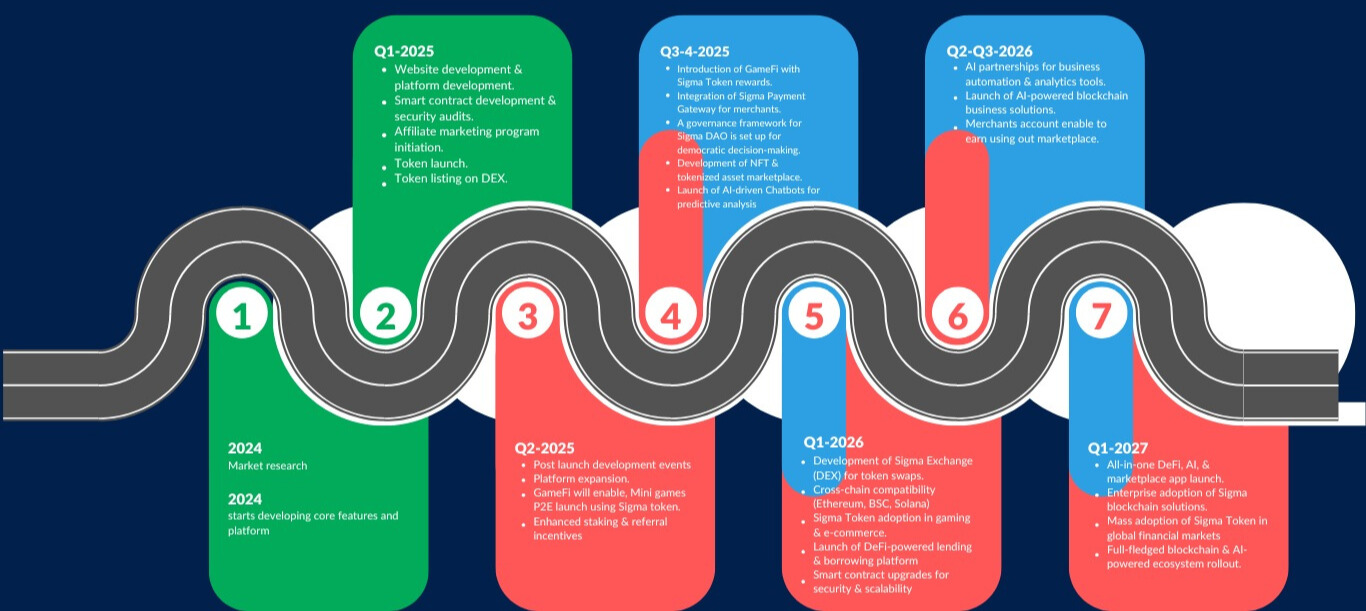 1
2024
Market research
2024
starts developing core features and
platform
2
Q1-2025
• Website development &
platform development.
• Smart contract development &
security audits.
• Affiliate marketing program
initiation.
• Token launch.
• Token listing on DEX.
3
Q2-2025
• Post launch development events
• Platform expansion.
• GameFi will enable, Mini games
P2E launch using Sigma token.
• Enhanced staking & referral
incentives
4
Q3-4-2025
• Introduction of GameFi with
Sigma Token rewards.
• Integration of Sigma Payment
Gateway for merchants.
• A governance framework for
Sigma DAO is set up for
democratic decision-making.
• Development of NFT &
tokenized asset marketplace.
• Launch of AI-driven Chatbots for
predictive analysis
5
Q1-2026
• Development of Sigma Exchange
(DEX) for token swaps.
• Cross-chain compatibility
(Ethereum, BSC, Solana)
• Sigma Token adoption in gaming
& e-commerce.
• Launch of DeFi-powered lending
& borrowing platform
• Smart contract upgrades for
security & scalability
6
Q2-Q3-2026
• AI partnerships for business
automation & analytics tools.
• Launch of AI-powered blockchain
business solutions.
• Merchants account enable to
earn using out marketplace.
7
Q1-2027
• All-in-one DeFi, AI, &
marketplace app launch.
• Enterprise adoption of Sigma
blockchain solutions.
• Mass adoption of Sigma Token in
global financial markets
• Full-fledged blockchain & AI-
powered ecosystem rollout.